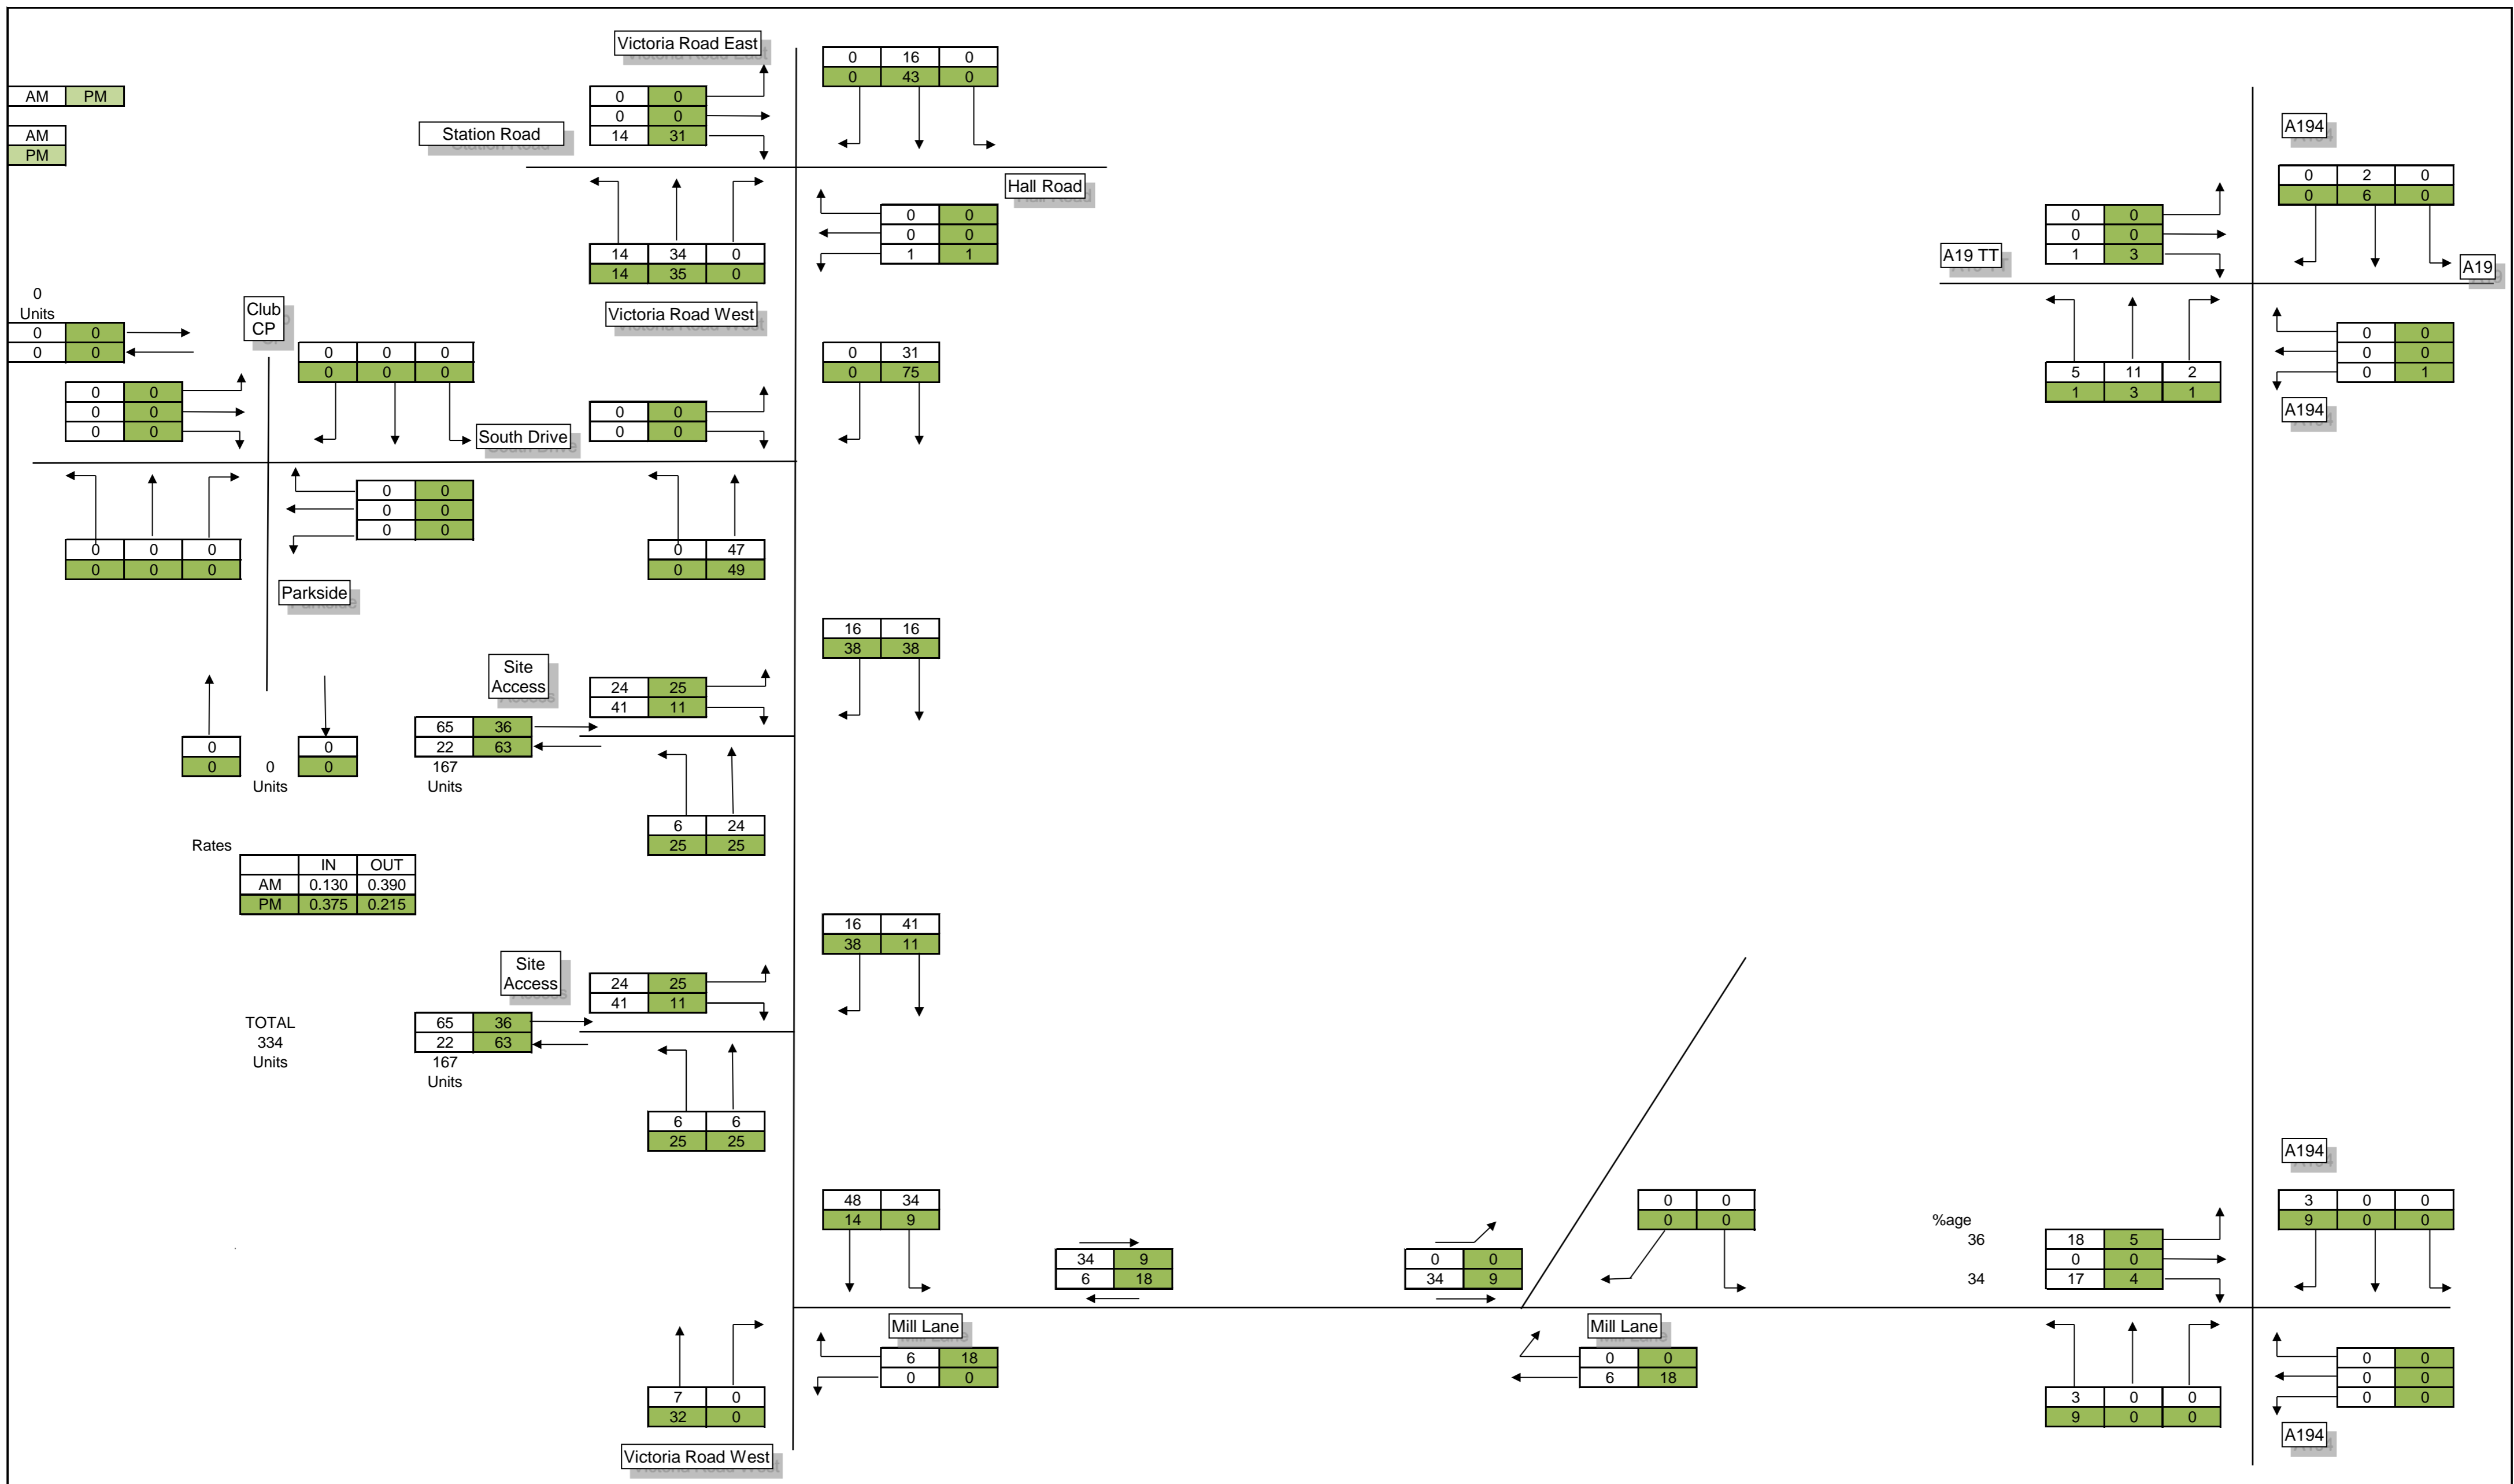 Victoria Road East
0 16 0
0 43 0
AM PM
0 0
0 0
14 31
Station Road
AM
PM
A194
0 2 0
0 6 0
Hall Road
0 0
0 0
1 1
0 0
0 0
1 3
A19 TT
A19
14 34 0
14 35 0
0
Units
0 0
0 0
Club
CP
Victoria Road West
0 0 0
0 0 0
0 31
0 75
0 0
0 0
0 1
5 11 2
1 3 1
A194
0 0
0 0
0 0
0 0
0 0
South Drive
0 0
0 0
0 0
0 0 0
0 0 0
0 47
0 49
Parkside
16 16
38 38
Site
Access
24 25
41 11
65 36
22 63
167
Units
0
0
0
Units
0
0
6 24
25 25
Rates
IN OUT
AM 0.130 0.390
PM 0.375 0.215
16 41
38 11
Site
Access
24 25
41 11
TOTAL
334
Units
65 36
22 63
167
Units
6 6
25 25
A194
48 34
14 9
0 0
0 0
3 0 0
9 0 0
%age
36
34
18 5
0 0
17 4
34 9
6 18
0 0
34 9
Mill Lane
6 18
0 0
Mill Lane
0 0
6 18
0 0
0 0
0 0
7 0
32 0
3 0 0
9 0 0
A194
Victoria Road West